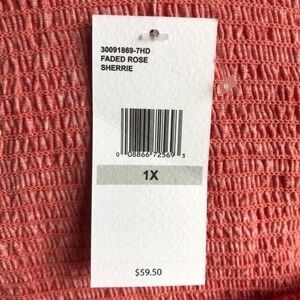 30091869-7HD
FADED ROSE
SHERRIE
0 08866 72569 3
1X
$59.50